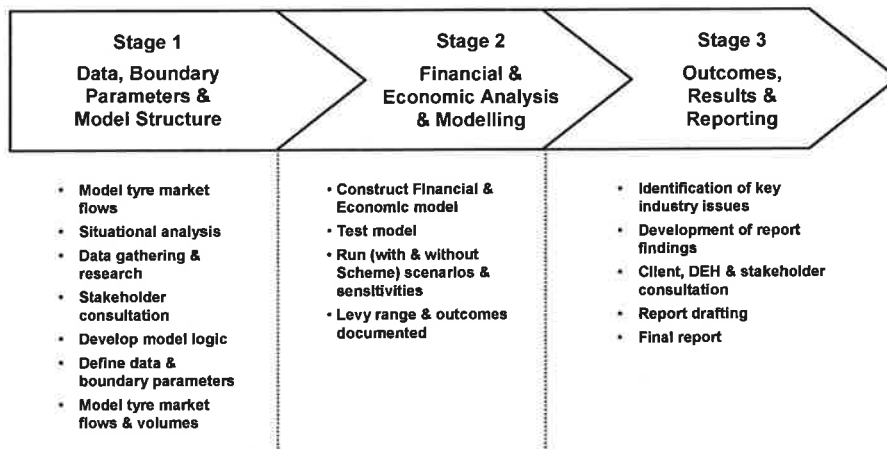 Stage 1
Data, Boundary
Parameters &
Model Structure
Stage 2
Financial &
Economic Analysis
& Modelling
Stage 3
Outcomes,
Results &
Reporting
• Model tyre market
flows
• Situational analysis
• Data gathering &
research
• Stakeholder
consultation
• Develop model logic
• Define data &
boundary parameters
• Model tyre market
flows & volumes
• Construct Financial &
Economic model
• Test model
• Run (with & without
Scheme) scenarios &
sensitivities
• Levy range & outcomes
documented
• Identification of key
industry issues
• Development of report
findings
• Client, DEH & stakeholder
consultation
• Report drafting
• Final report